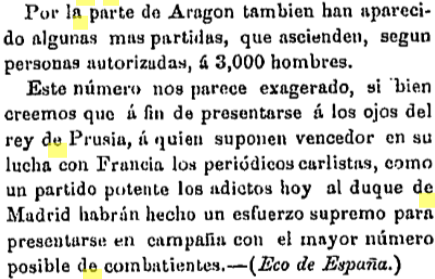 Por la parte de Aragon tambien han apareci-
do algunas mas partidas, que ascienden, segun
personas autorizadas, á 3,000 hombres.
Este número nos parece exagerado, si bien
creemos que á fin de presentarse á los ojos del
rey de Prusia, á quien suponen vencedor en su
lucha con Francia los periódicos carlistas, como
un partido potente los adictos hoy al duque de
Madrid habrán hecho un esfuerzo supremo para
presentarse en campaña con el mayor número
posible de combatientes.—(Eco de España.)